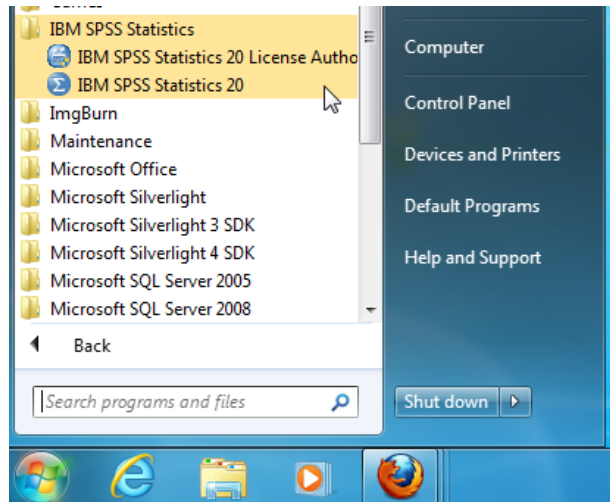 IBM SPSS Statistics
IBM SPSS Statistics 20 License Autho
IBM SPSS Statistics 20
ImgBurn
Maintenance
Microsoft Office
Microsoft Silverlight
Microsoft Silverlight 3 SDK
Microsoft Silverlight 4 SDK
Microsoft SQL Server 2005
Microsoft SQL Server 2008
Back
Search programs and files
Computer
Control Panel
Devices and Printers
Default Programs
Help and Support
Shut down